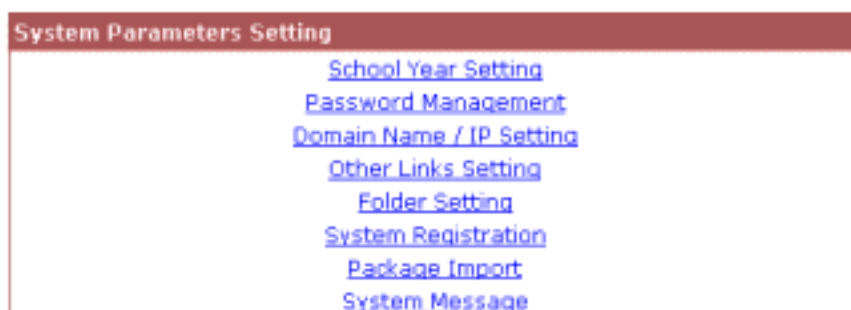 System Parameters Setting
School Year Setting
Password Management
Domain Name / IP Setting
Other Links Setting
Folder Setting
System Registration
Package Import
System Message